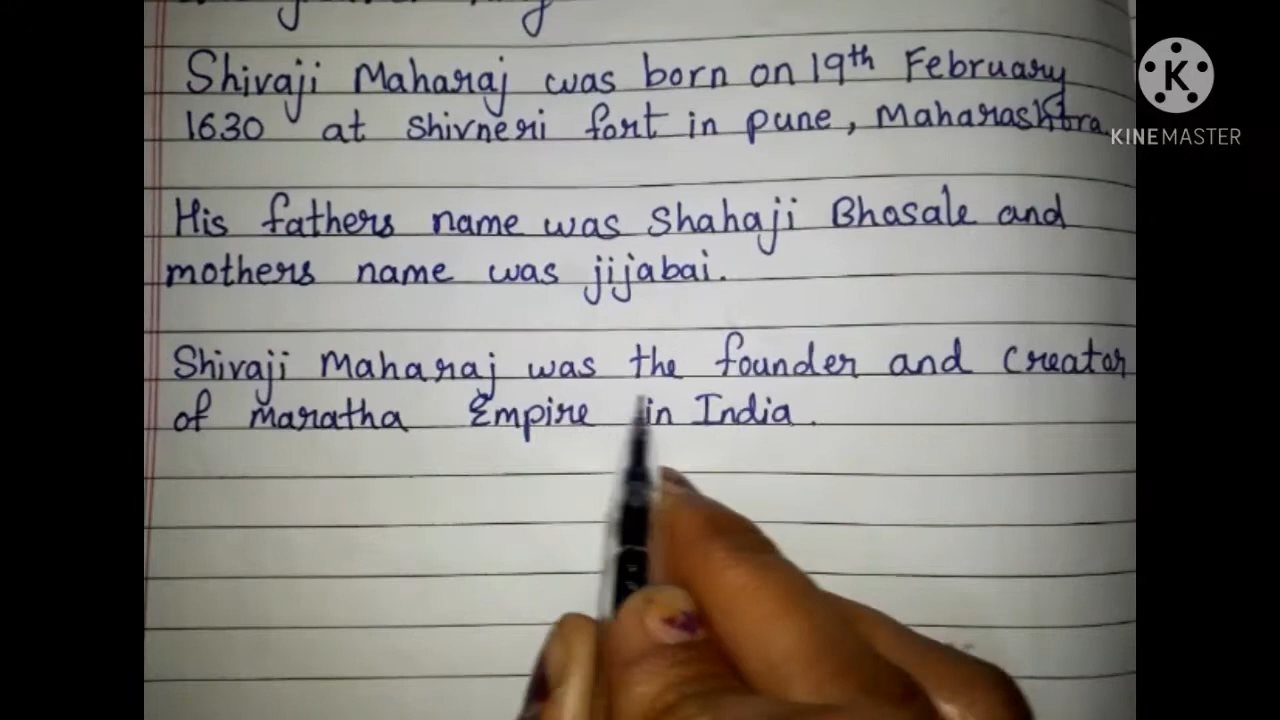 Shivaji Maharaj was born on 19th February
1630 at Shivneri fort in pune, Maharashtra
His fathers name was Shahaji Bhosale and
mothers name was jijabai.
Shivaji Maharaj was the founder and creator
of Maratha Empire in India.
K
KINEMASTER